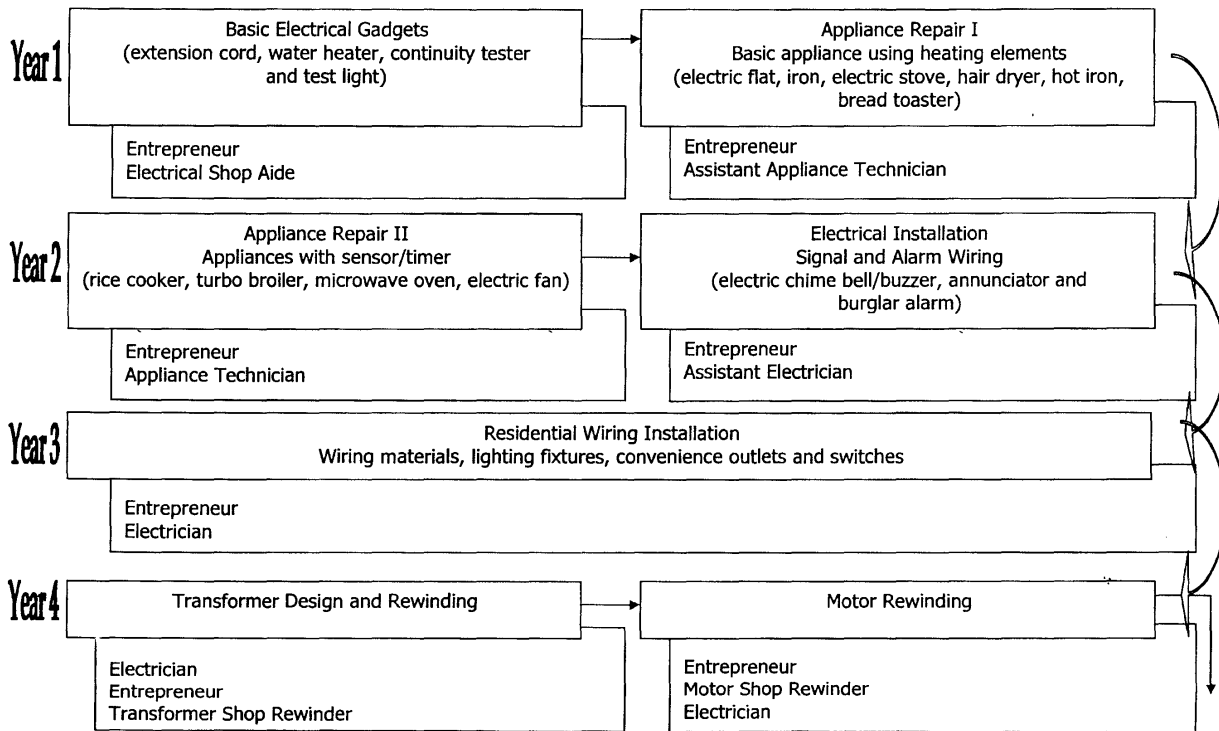 Year 1
Basic Electrical Gadgets
(extension cord, water heater, continuity tester
and test light)
Entrepreneur
Electrical Shop Aide
Appliance Repair I
Basic appliance using heating elements
(electric flat, iron, electric stove, hair dryer, hot iron,
bread toaster)
Entrepreneur
Assistant Appliance Technician
Year 2
Appliance Repair II
Appliances with sensor/timer
(rice cooker, turbo broiler, microwave oven, electric fan)
Entrepreneur
Appliance Technician
Electrical Installation
Signal and Alarm Wiring
(electric chime bell/buzzer, annunciator and
burglar alarm)
Entrepreneur
Assistant Electrician
Year 3
Residential Wiring Installation
Wiring materials, lighting fixtures, convenience outlets and switches
Entrepreneur
Electrician
Year 4
Transformer Design and Rewinding
Electrician
Entrepreneur
Transformer Shop Rewinder
Motor Rewinding
Entrepreneur
Motor Shop Rewinder
Electrician